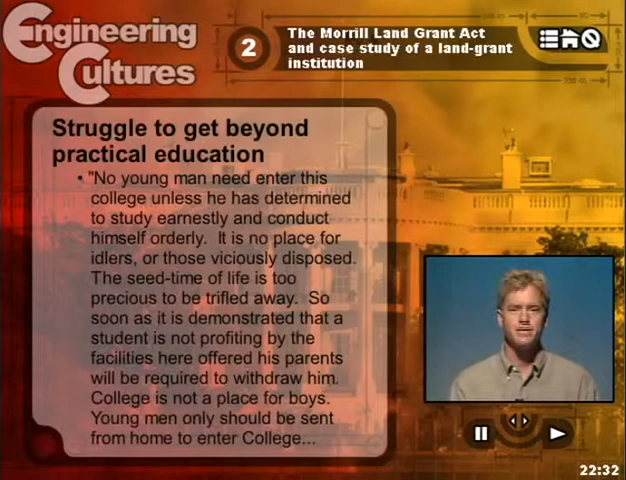 Engineering
Cultures
2
The Morrill Land Grant Act
and case study of a land-grant
institution
Struggle to get beyond
practical education
• "No young man need enter this
college unless he has determined
to study earnestly and conduct
himself orderly. It is no place for
idlers, or those viciously disposed.
The seed-time of life is too
precious to be trifled away. So
soon as it is demonstrated that a
student is not profiting by the
facilities here offered his parents
will be required to withdraw him.
College is not a place for boys.
Young men only should be sent
from home to enter College...
22:32